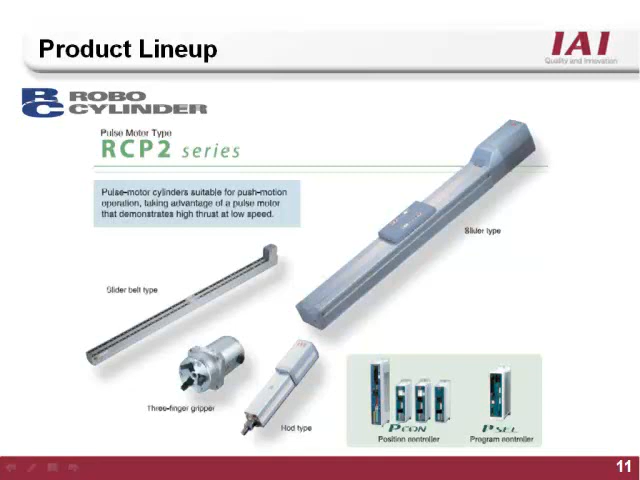 Product Lineup
IAI
Quality and Innovation
RC ROBO
CYLINDER
Pulse Motor Type
RCP2 series
Pulse-motor cylinders suitable for push-motion
operation, taking advantage of a pulse motor
that demonstrates high thrust at low speed.
Slider type
Slider belt type
Three-finger gripper
Rod type
PCON
Position controller
PSEL
Program controller
11